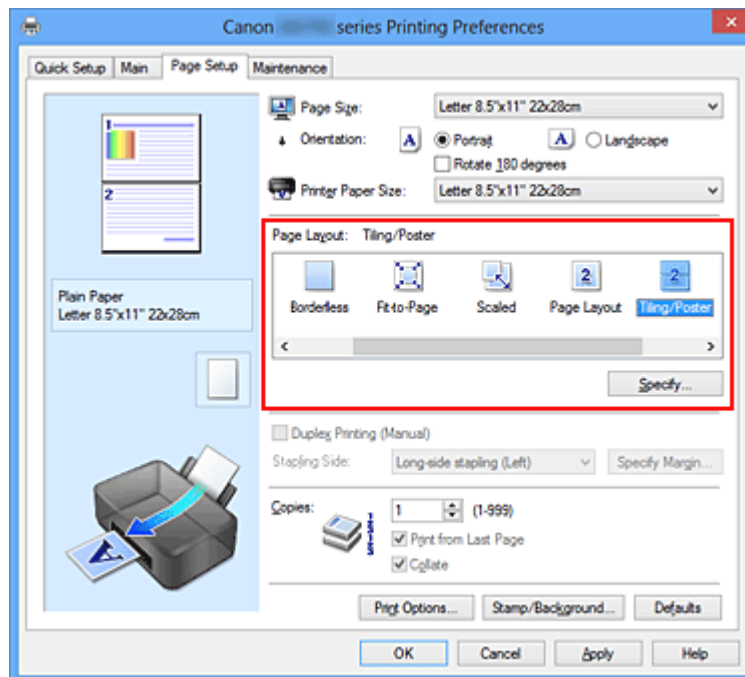 Canon series Printing Preferences
Quick Setup Main Page Setup Maintenance
1
2
Plain Paper
Letter 8.5"x11" 22x28cm
Page Size: Letter 8.5"x11" 22x28cm
Orientation: A Portrait A Landscape
Rotate 180 degrees
Printer Paper Size: Letter 8.5"x11" 22x28cm
Page Layout: Tiling/Poster
2 2
Borderless Fit-to-Page Scaled Page Layout Tiling/Poster
Specify...
Duplex Printing (Manual)
Stapling Side: Long-side stapling (Left) Specify Margin...
A
Copies: 1 (1-999)
Print from Last Page
Collate
Print Options... Stamp/Background... Defaults
OK Cancel Apply Help